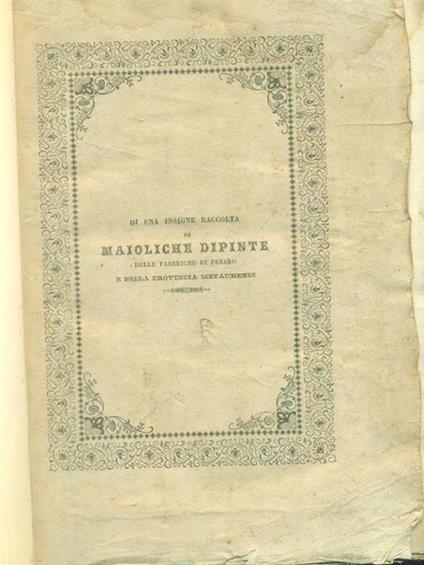 DI UNA INSIGNE RACCOLTA
DI
MAIOLICHE DIPINTE
DELLE FABBRICHE DI PESARO
E DELLA PROVINCIA METAURENSE